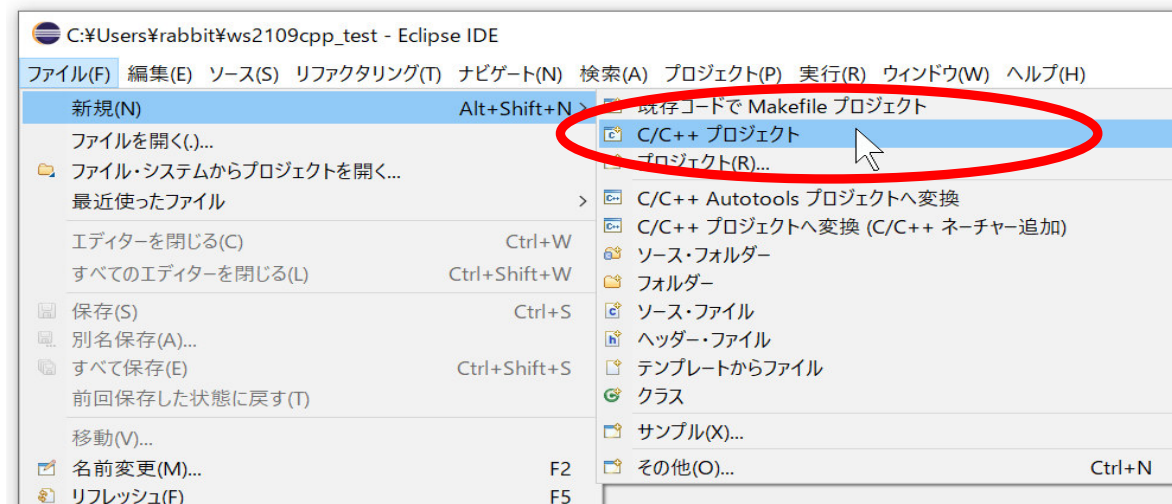 C:¥Users¥rabbit¥ws2109cpp_test - Eclipse IDE
ファイル(F) 編集(E) ソース(S) リファクタリング(T) ナビゲート(N) 検索(A) プロジェクト(P) 実行(R) ウィンドウ(W) ヘルプ(H)
新規(N) Alt+Shift+N >
ファイルを開く(.)...
ファイル・システムからプロジェクトを開く...
最近使ったファイル >
エディターを閉じる(C) Ctrl+W
すべてのエディターを閉じる(L) Ctrl+Shift+W
保存(S) Ctrl+S
別名保存(A)...
すべて保存(E) Ctrl+Shift+S
前回保存した状態に戻す(T)
移動(V)...
名前変更(M)... F2
リフレッシュ(F) F5
既存コードで Makefile プロジェクト
C/C++ プロジェクト
プロジェクト(R)...
C/C++ Autotools プロジェクトへ変換
C/C++ プロジェクトへ変換 (C/C++ ネーチャー追加)
ソース・フォルダー
フォルダー
ソース・ファイル
ヘッダー・ファイル
テンプレートからファイル
クラス
サンプル(X)...
その他(O)... Ctrl+N